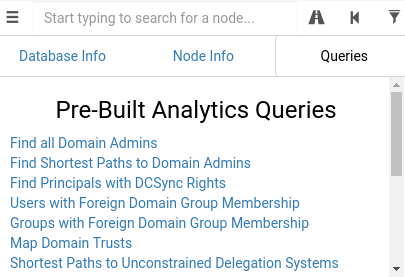 Start typing to search for a node...
Database Info
Node Info
Queries
Pre-Built Analytics Queries
Find all Domain Admins
Find Shortest Paths to Domain Admins
Find Principals with DCSync Rights
Users with Foreign Domain Group Membership
Groups with Foreign Domain Group Membership
Map Domain Trusts
Shortest Paths to Unconstrained Delegation Systems